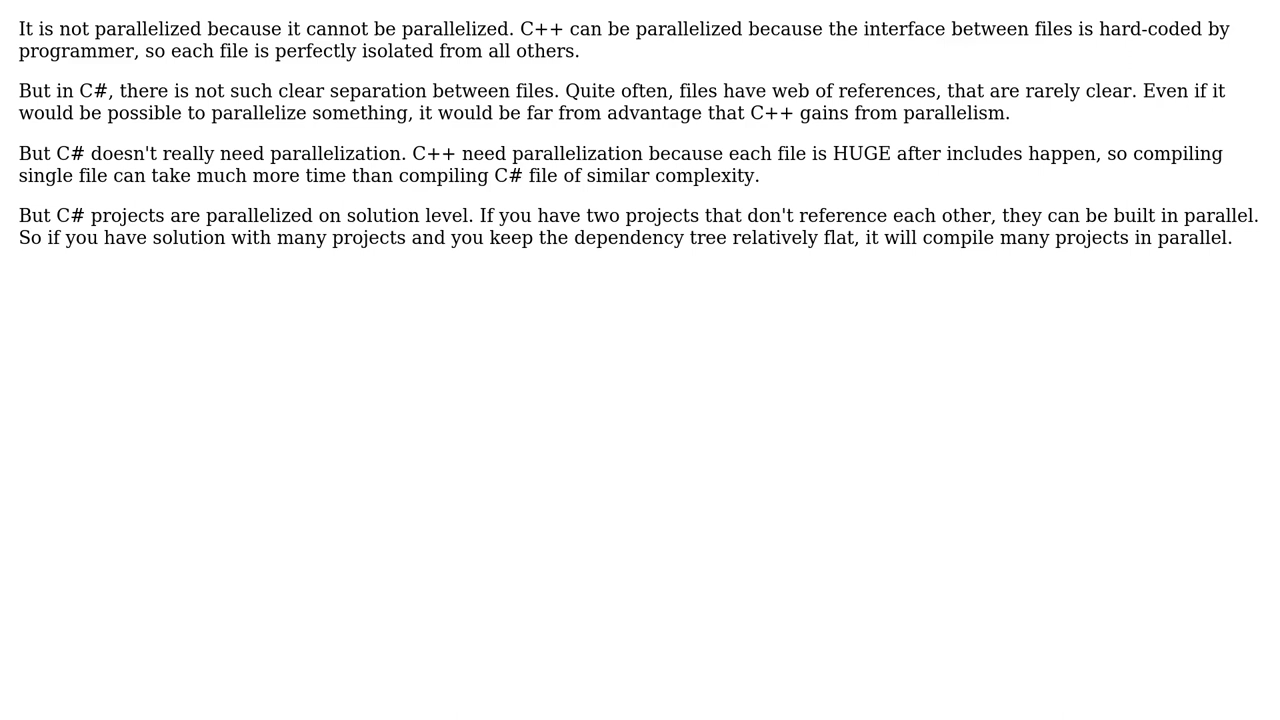 It is not parallelized because it cannot be parallelized. C++ can be parallelized because the interface between files is hard-coded by
programmer, so each file is perfectly isolated from all others.
But in C#, there is not such clear separation between files. Quite often, files have web of references, that are rarely clear. Even if it
would be possible to parallelize something, it would be far from advantage that C++ gains from parallelism.
But C# doesn't really need parallelization. C++ need parallelization because each file is HUGE after includes happen, so compiling
single file can take much more time than compiling C# file of similar complexity.
But C# projects are parallelized on solution level. If you have two projects that don't reference each other, they can be built in parallel.
So if you have solution with many projects and you keep the dependency tree relatively flat, it will compile many projects in parallel.